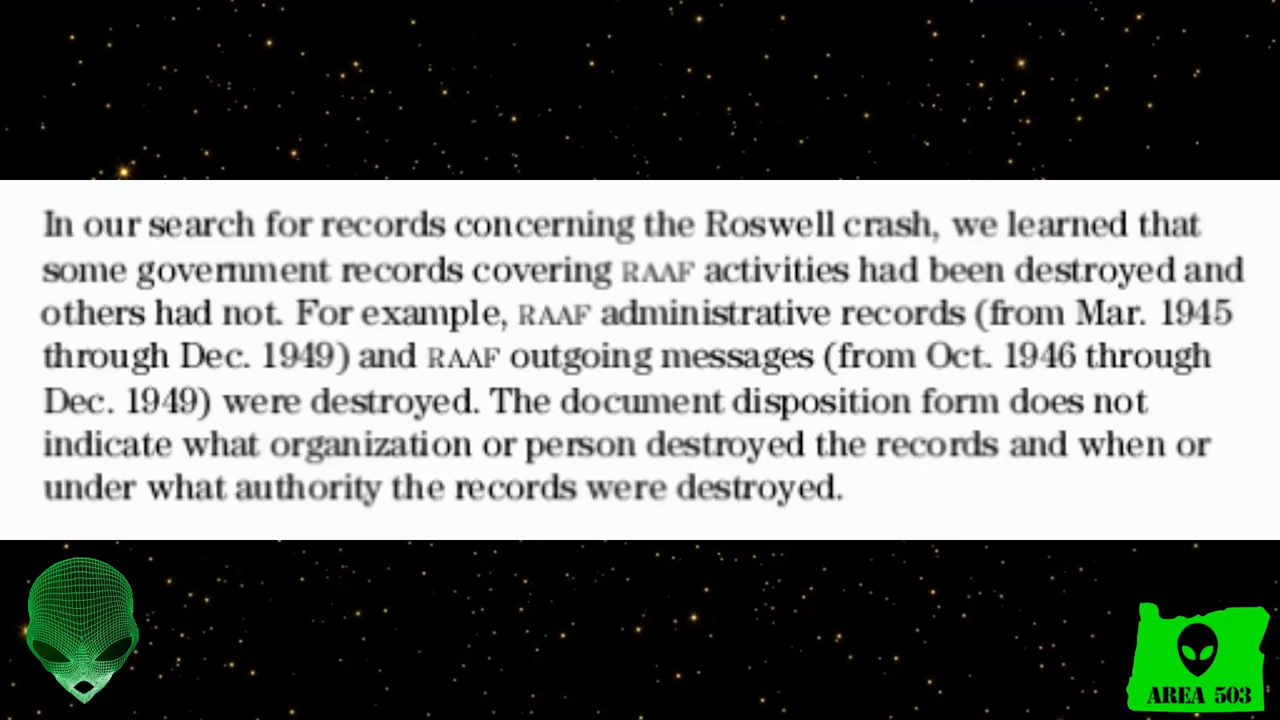 In our search for records concerning the Roswell crash, we learned that
some government records covering RAAF activities had been destroyed and
others had not. For example, RAAF administrative records (from Mar. 1945
through Dec. 1949) and RAAF outgoing messages (from Oct. 1946 through
Dec. 1949) were destroyed. The document disposition form does not
indicate what organization or person destroyed the records and when or
under what authority the records were destroyed.
AREA 503